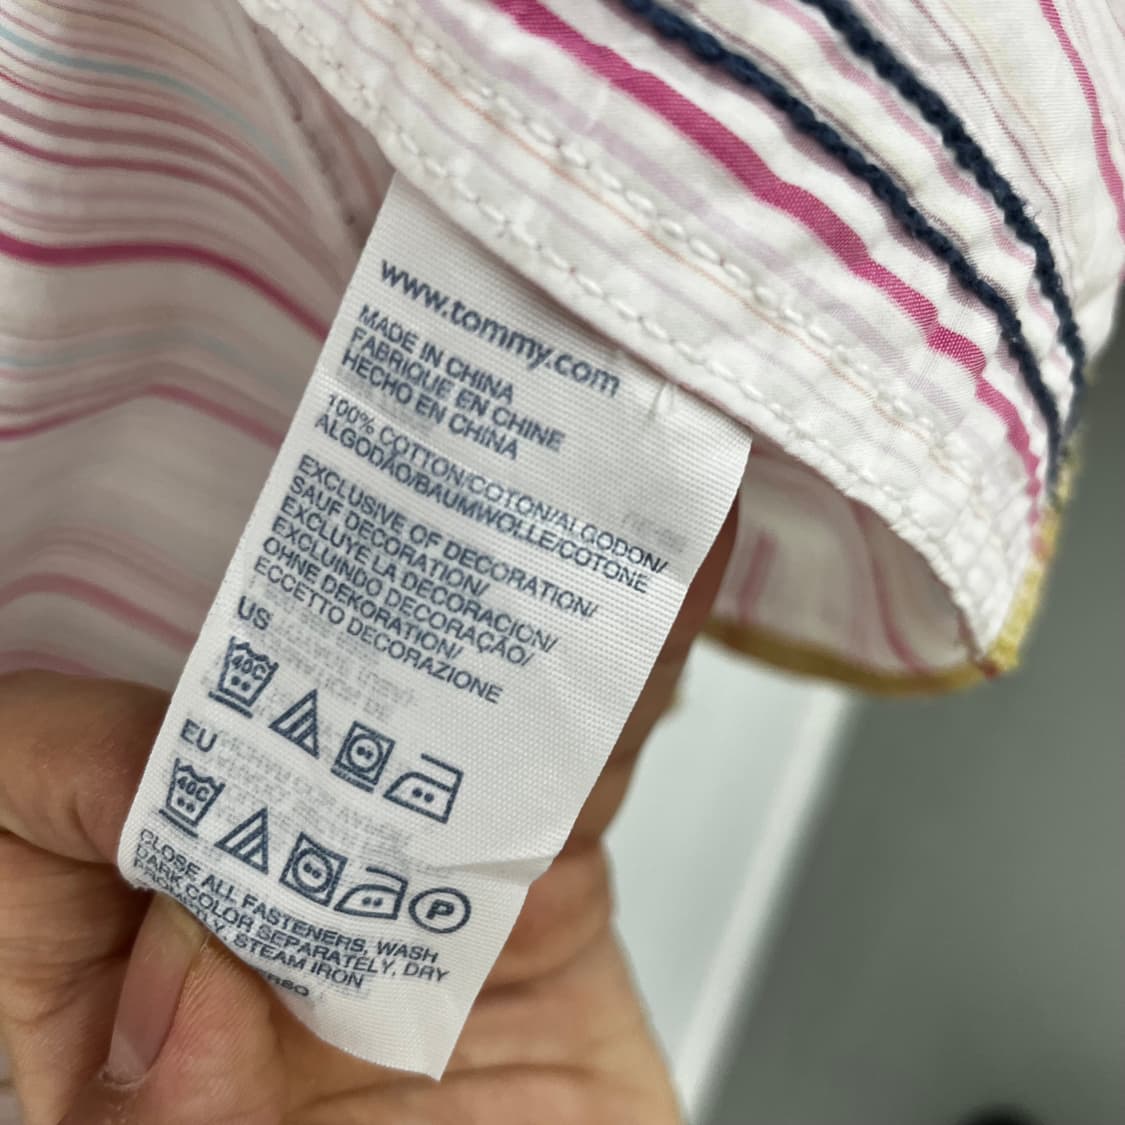 www.tommy.com
MADE IN CHINA
FABRIQUE EN CHINE
HECHO EN CHINA
100% COTTON/COTON/ALGODON/
ALGODÃO/BAUMWOLLE/COTONE
EXCLUSIVE OF DECORATION/
SAUF DECORATION/
EXCLUYE LA DECORACION/
EXCLUINDO DECORAÇÃO/
OHNE DEKORATION/
ECCETTO DECORAZIONE
US
40C
EU
40C
P
CLOSE ALL FASTENERS, WASH
DARK COLOR SEPARATELY, DRY
STEAM IRON